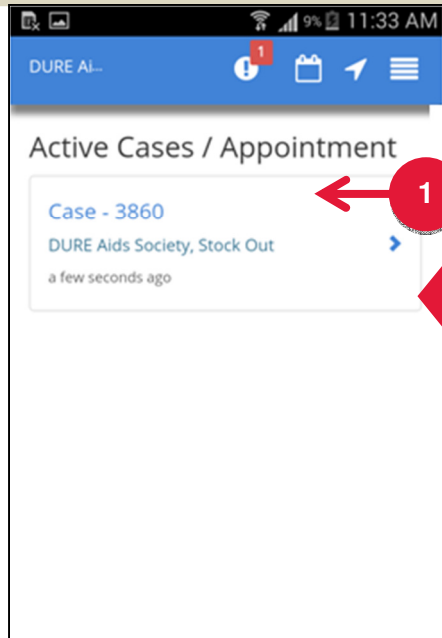 9% 11:33 AM
DURE Ai... 1
Active Cases / Appointment
1
Case - 3860
DURE Aids Society, Stock Out
a few seconds ago